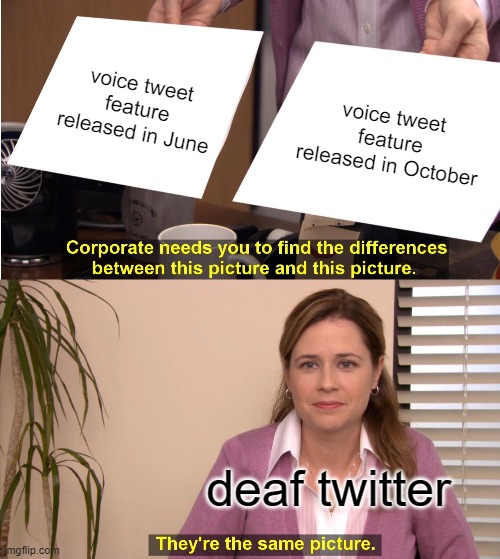 voice tweet
feature
released in June
voice tweet
feature
released in October
Corporate needs you to find the differences
between this picture and this picture.
deaf twitter
They're the same picture.
imgflip.com